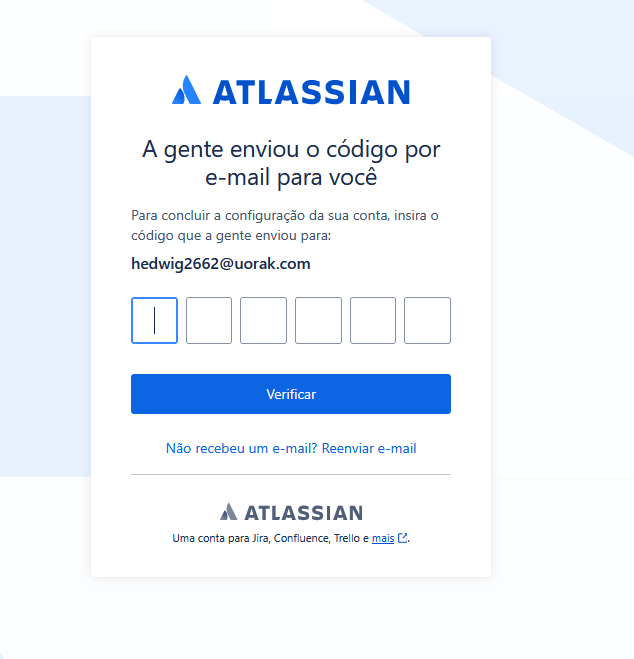 ATLASSIAN
A gente enviou o código por
e-mail para você
Para concluir a configuração da sua conta, insira o
código que a gente enviou para:
hedwig2662@uorak.com
Verificar
Não recebeu um e-mail? Reenviar e-mail
ATLASSIAN
Uma conta para Jira, Confluence, Trello e mais.